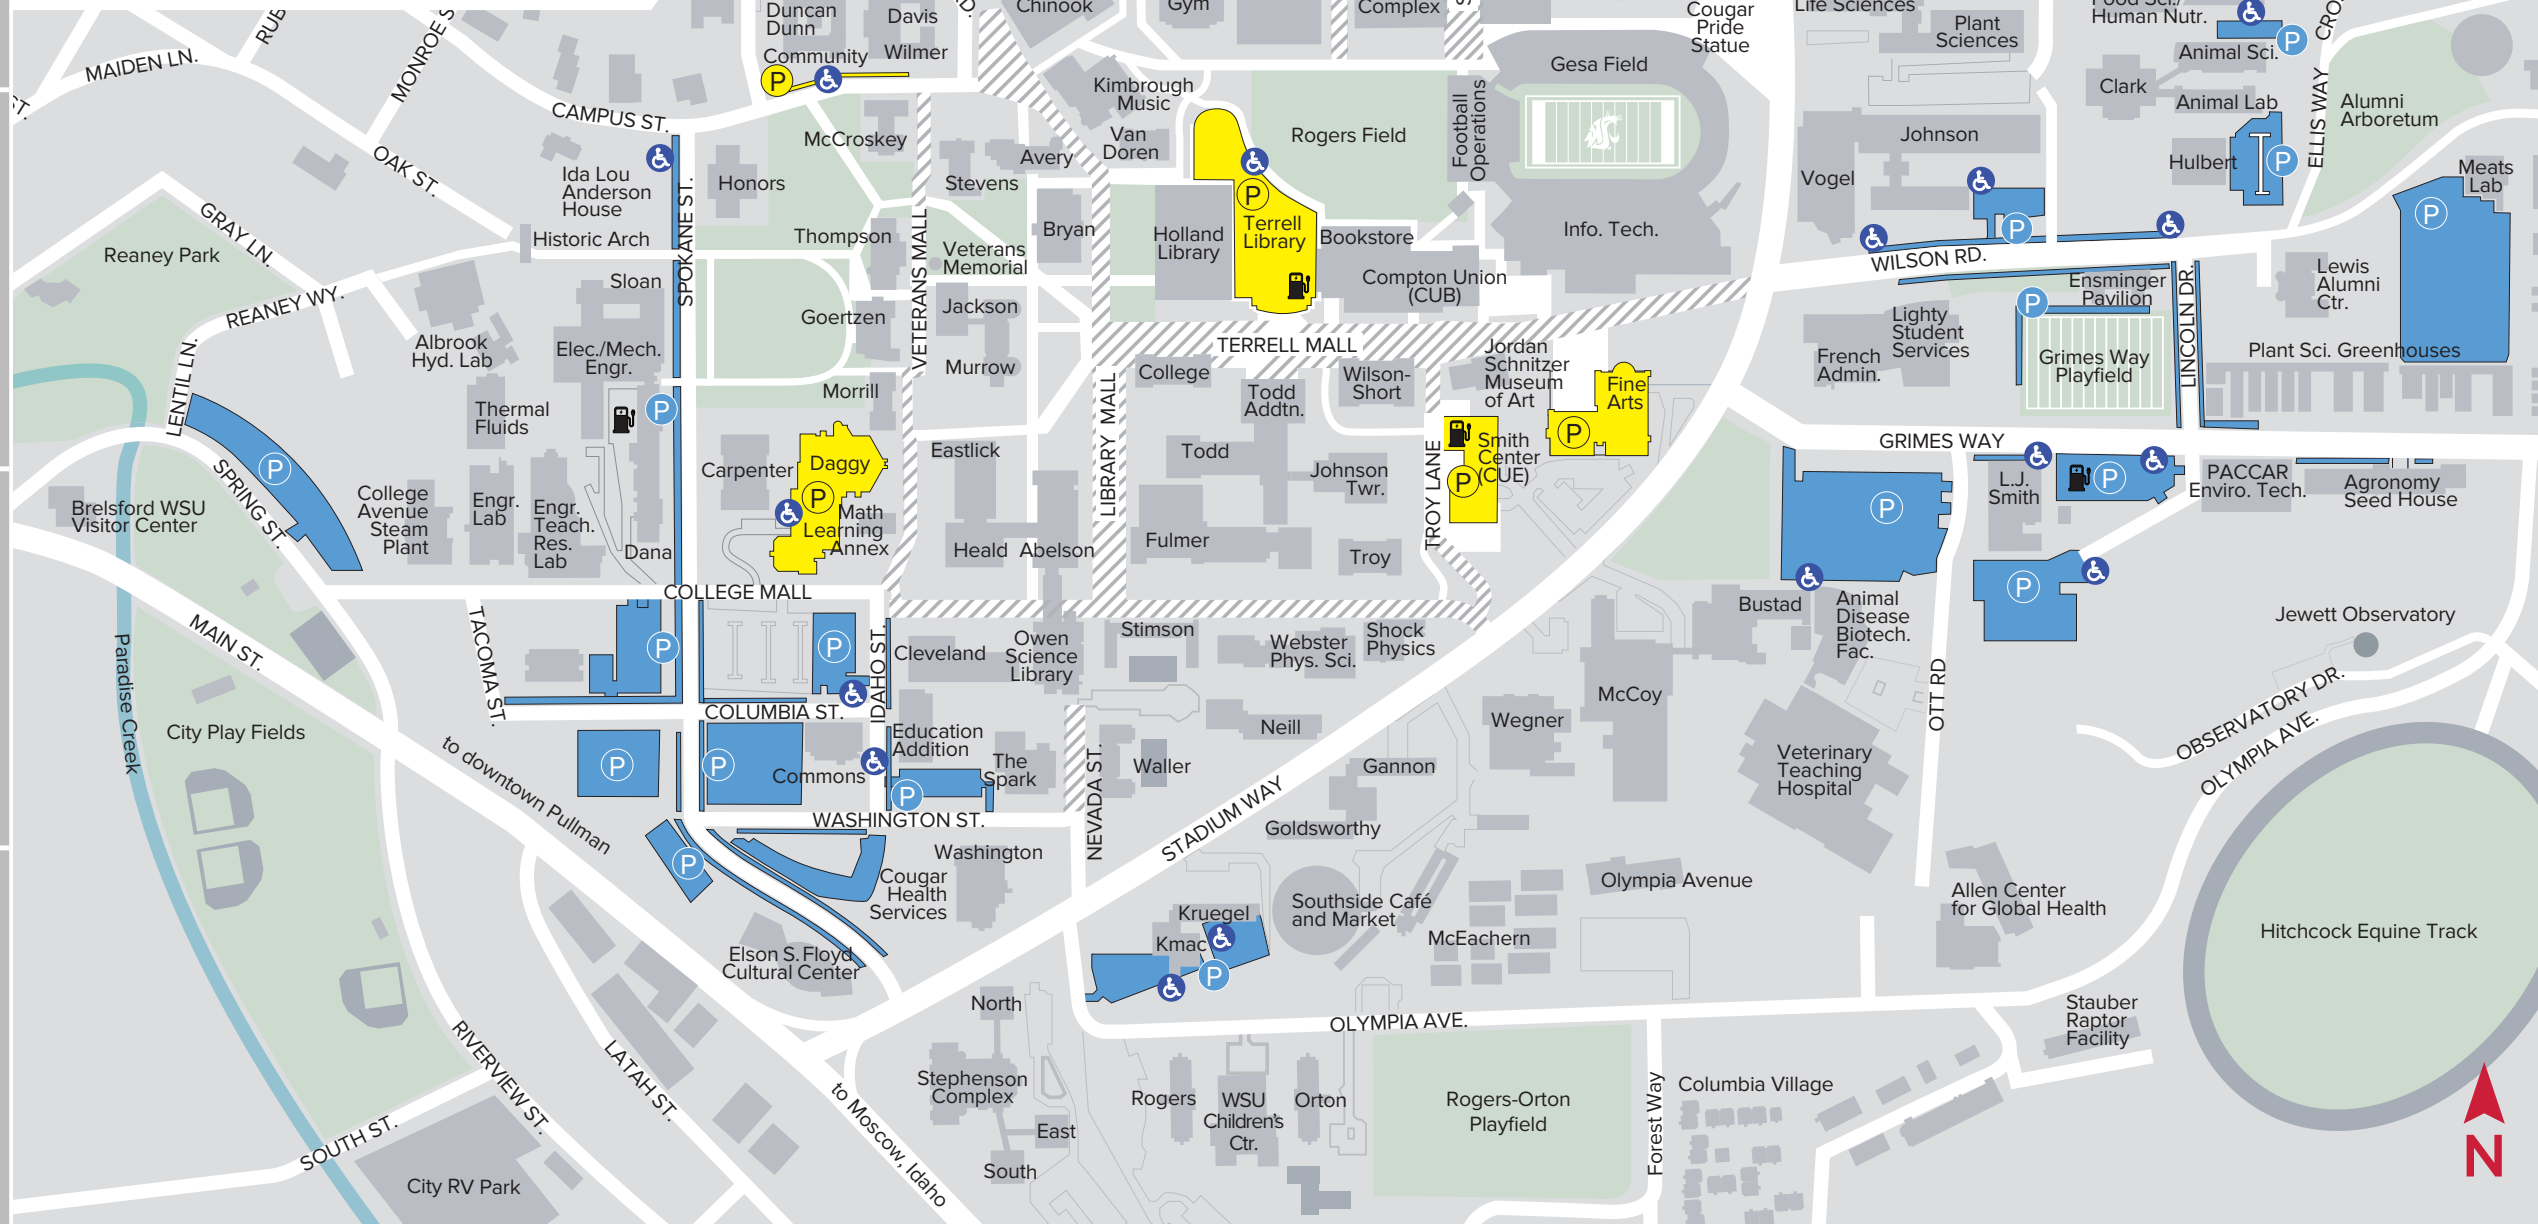 Duncan
Dunn
Community
Davis
Wilmer
Chinook
Gym
Complex
Cougar
Pride
Statue
Life Sciences
Plant
Sciences
Human Nutr.
Animal Sci.
Clark
Animal Lab
Hulbert
ELLIS WAY
Alumni
Arboretum
Meats
Lab
MAIDEN LN.
MONROE S
CAMPUS ST.
OAK ST.
P
McCroskey
Kimbrough
Music
Van
Doren
Avery
Stevens
Bryan
Rogers Field
Football
Operations
Gesa Field
Info. Tech.
Johnson
Vogel
P
P
P
P
Ida Lou
Anderson
House
Honors
Historic Arch
SPOKANE ST.
Thompson
VETERANS MALL
Veterans
Memorial
Holland
Library
P
Terrell
Library
Bookstore
Compton Union
(CUB)
WILSON RD.
Ensminger
Pavilion
LINCOLN DR.
Lewis
Alumni
Ctr.
Reaney Park
GRAY LN.
REANEY WY.
LENTIL LN.
Sloan
Albrook
Hyd. Lab
Elec./Mech.
Engr.
Goertzen
Jackson
Murrow
Morrill
TERRELL MALL
College
Todd
Addtn.
Wilson-
Short
Jordan
Schnitzer
Museum
of Art
Fine
Arts
P
Lighty
Student
Services
French
Admin.
P
Grimes Way
Playfield
Plant Sci. Greenhouses
Thermal
Fluids
P
Carpenter
Daggy
P
Math
Learning
Annex
Eastlick
LIBRARY MALL
Todd
Johnson
Twr.
TROY LANE
Smith
Center
(CUE)
P
GRIMES WAY
P
L.J.
Smith
P
PACCAR
Enviro. Tech.
Agronomy
Seed House
P
SPRING ST.
Brelsford WSU
Visitor Center
College
Avenue
Steam
Plant
Engr.
Lab
Engr.
Teach.
Res.
Lab
Dana
Heald
Abelson
Fulmer
Troy
COLLEGE MALL
TACOMA ST.
P
P
IDAHO ST.
Cleveland
Owen
Science
Library
Stimson
Webster
Phys. Sci.
Shock
Physics
Bustad
Animal
Disease
Biotech.
Fac.
P
OTT RD
Jewett Observatory
OBSERVATORY DR.
OLYMPIA AVE.
MAIN ST.
Paradise Creek
City Play Fields
to downtown Pullman
COLUMBIA ST.
P
P
Commons
Education
Addition
P
The
Spark
NEVADA ST.
Waller
Neill
Gannon
Goldsworthy
STADIUM WAY
Wegner
McCoy
Veterinary
Teaching
Hospital
WASHINGTON ST.
P
Washington
Cougar
Health
Services
Elson S. Floyd
Cultural Center
Kruegel
Kmac
P
Southside Café
and Market
McEachern
Olympia Avenue
Allen Center
for Global Health
Hitchcock Equine Track
Stauber
Raptor
Facility
OLYMPIA AVE.
North
Stephenson
Complex
East
South
Rogers
WSU
Children's
Ctr.
Orton
Rogers-Orton
Playfield
Forest Way
Columbia Village
RIVERVIEW ST.
LATAH ST.
SOUTH ST.
City RV Park
to Moscow, Idaho
N